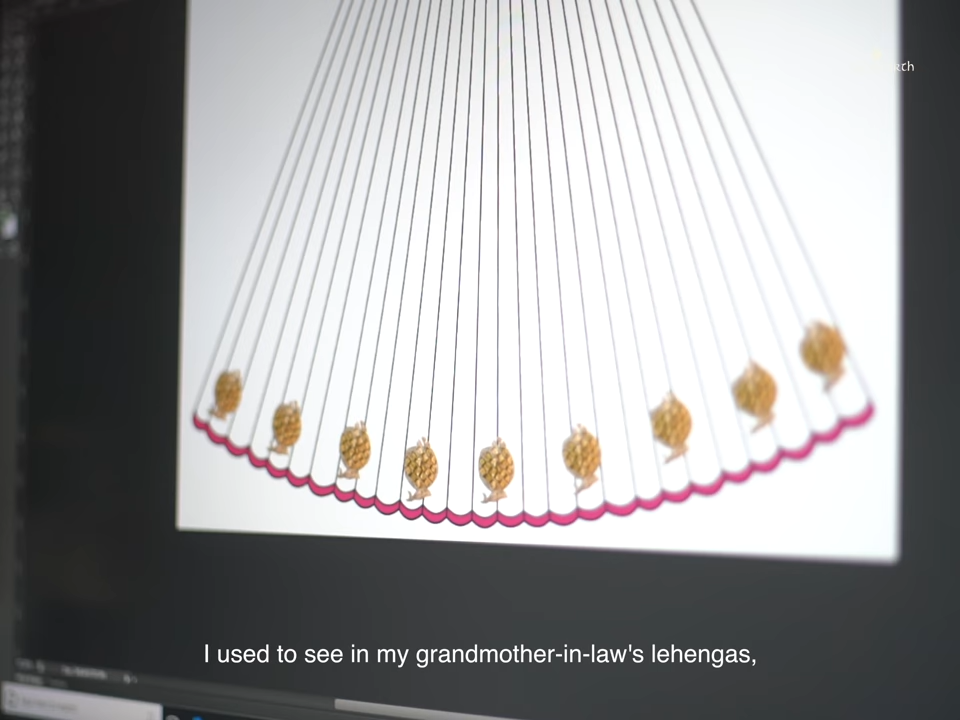 I used to see in my grandmother-in-law's lehengas,